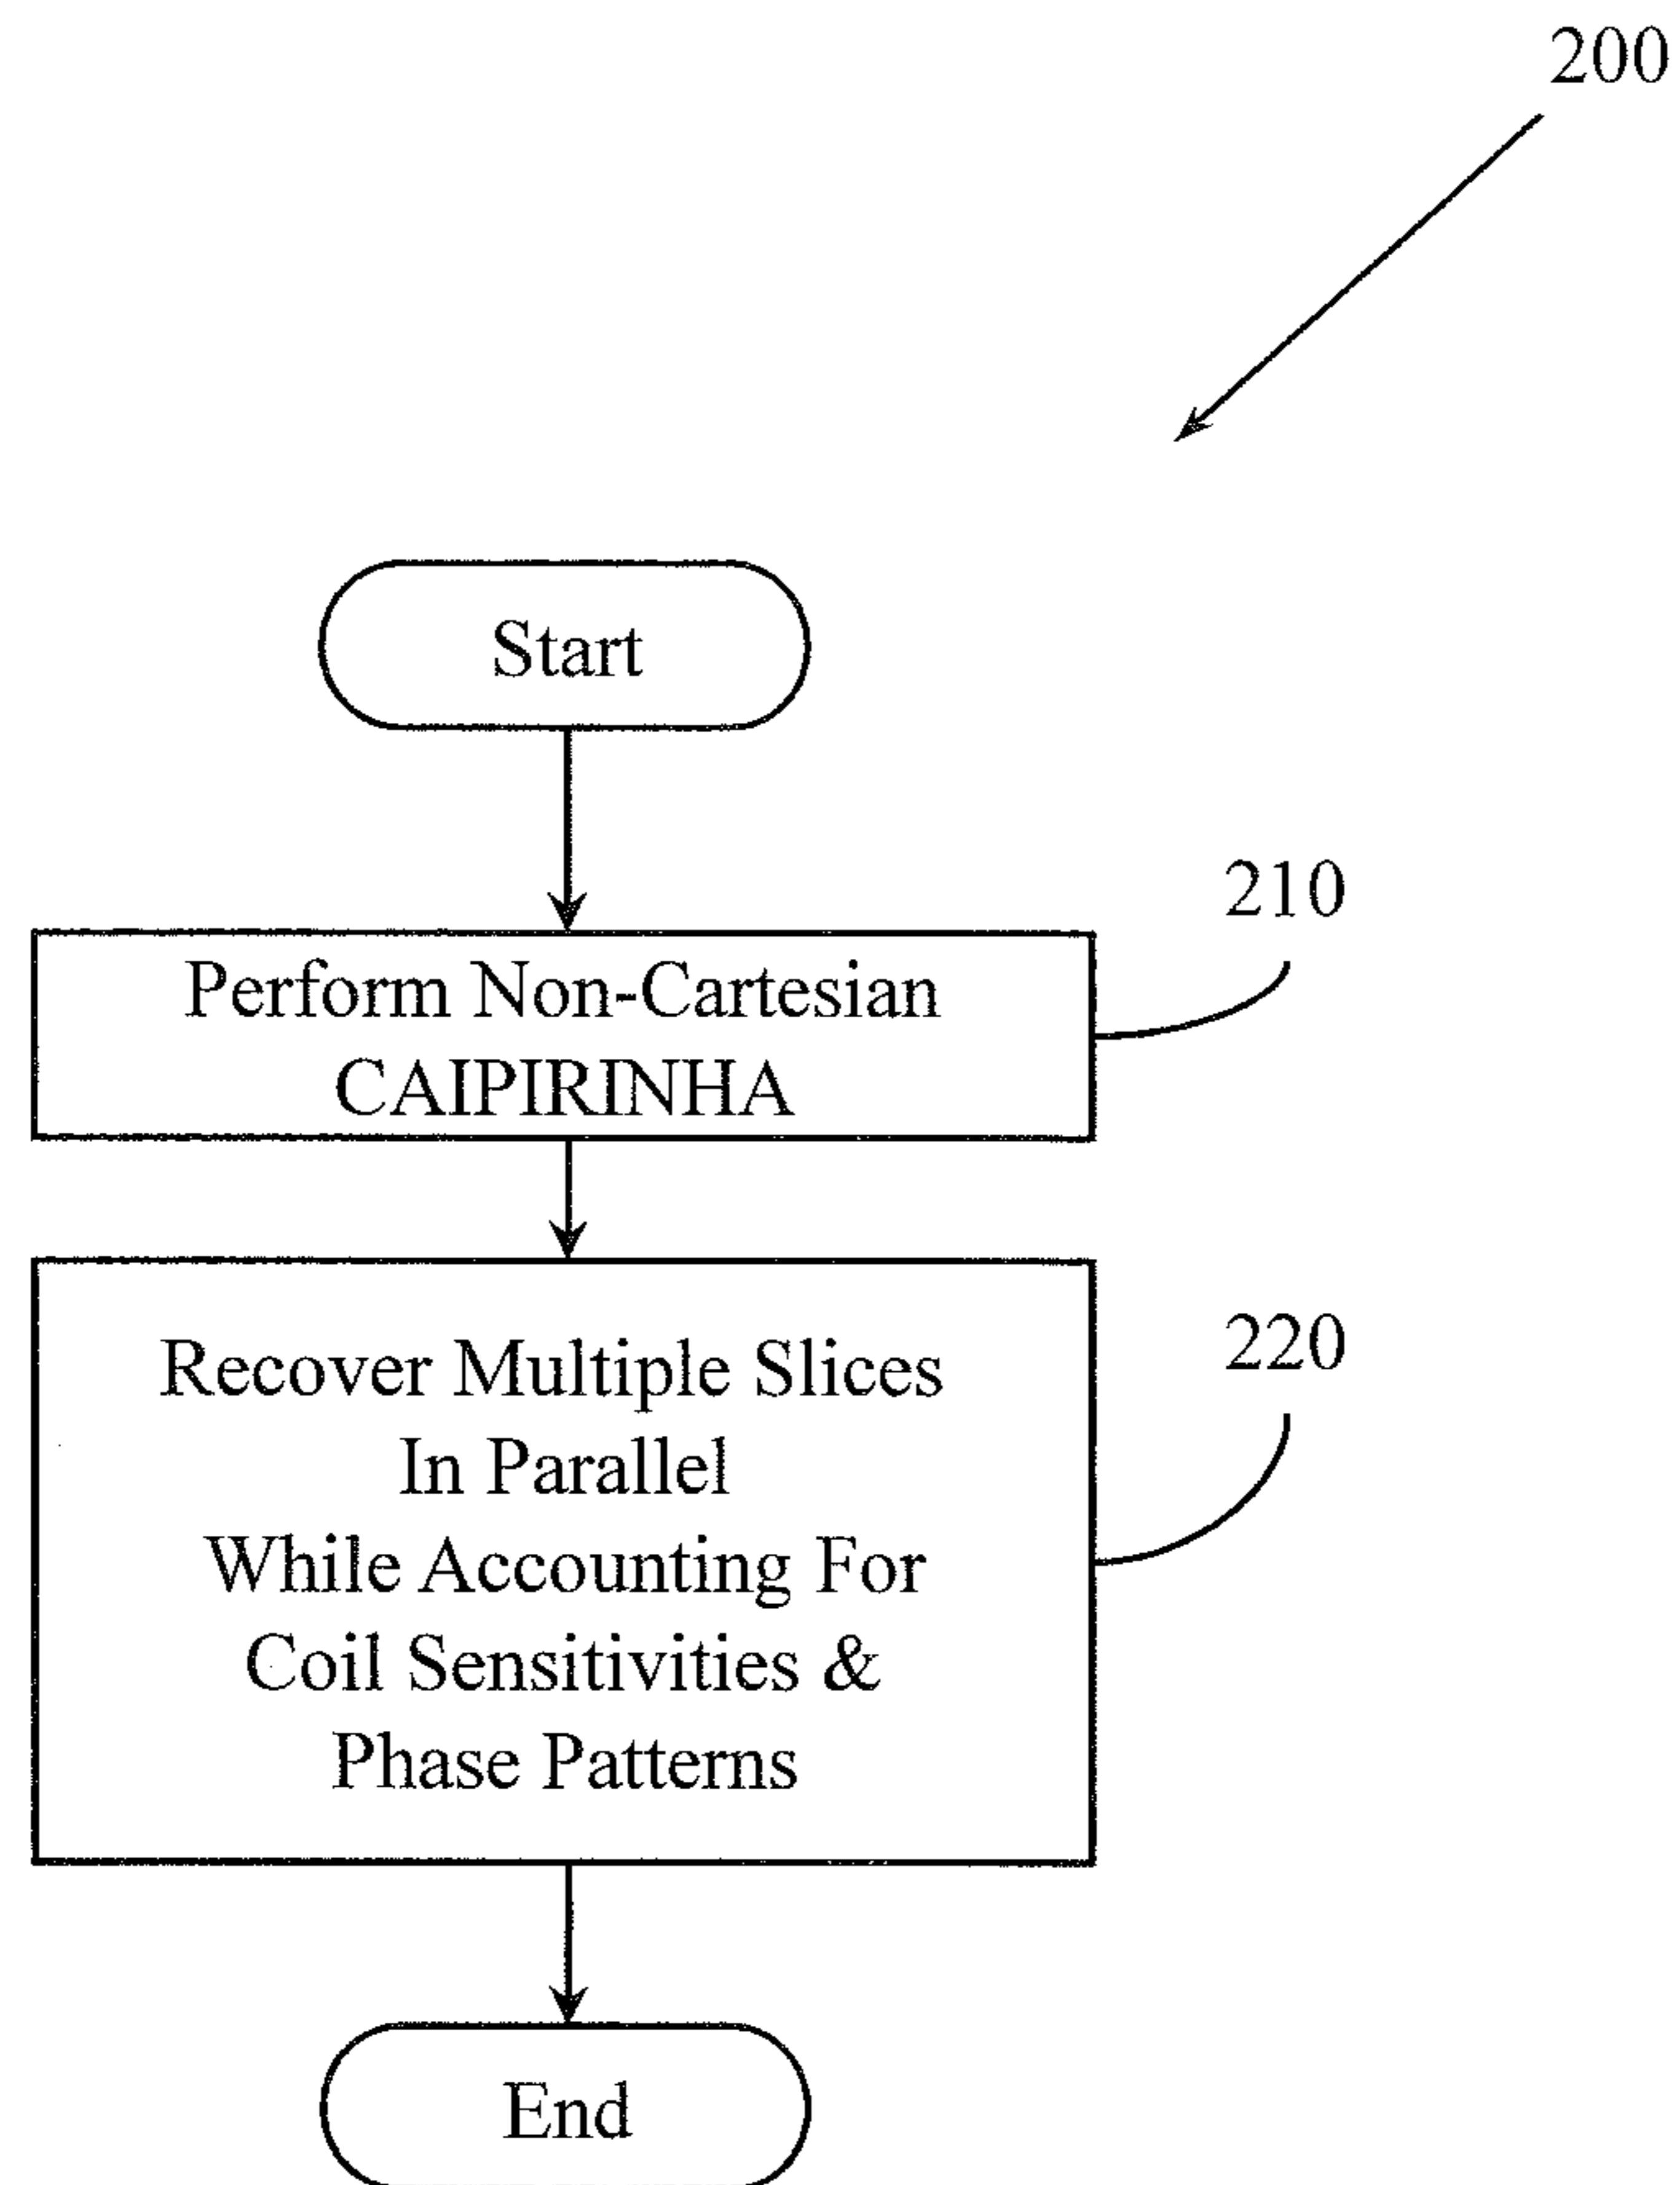 200
Start
210
Perform Non-Cartesian
CAIPIRINHA
220
Recover Multiple Slices
In Parallel
While Accounting For
Coil Sensitivities &
Phase Patterns
End